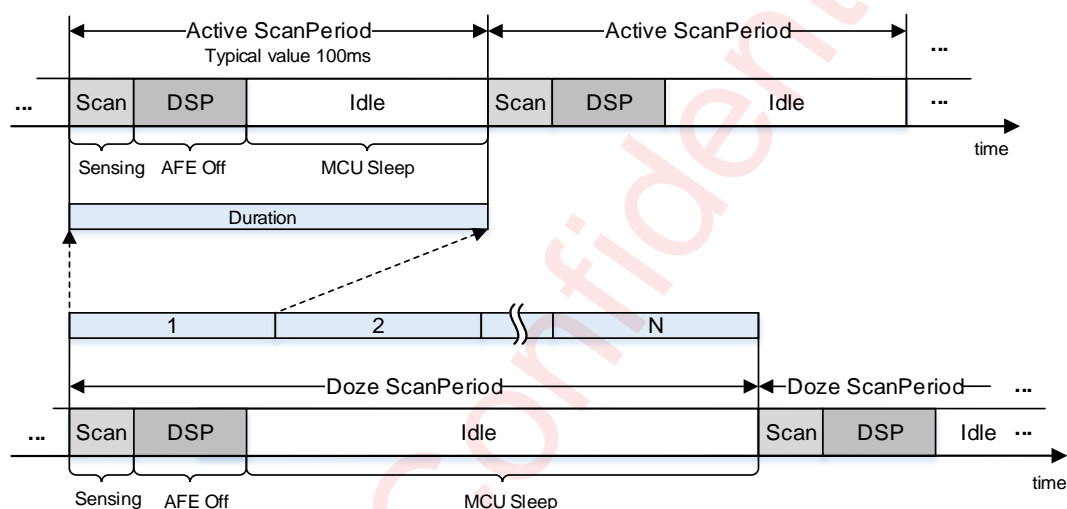 Active ScanPeriod Active ScanPeriod
Typical value 100ms
...
... Scan DSP Idle Scan DSP Idle ...
time
Sensing AFE Off MCU Sleep
Duration
1 2 N
Doze ScanPeriod Doze ScanPeriod ...
... Scan DSP Idle Scan DSP Idle ...
time
Sensing AFE Off MCU Sleep
Confident